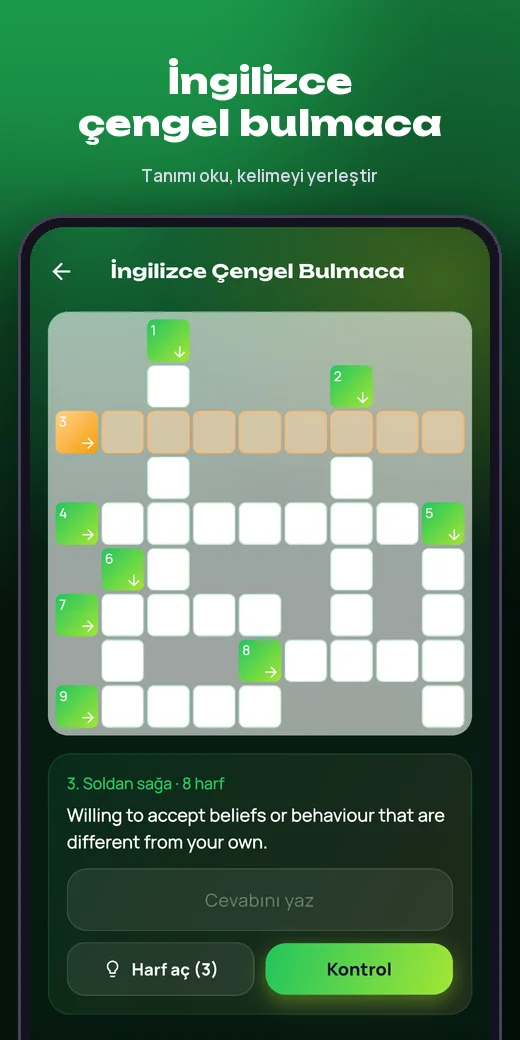 İngilizce
çengel bulmaca
Tanımı oku, kelimeyi yerleştir
İngilizce Çengel Bulmaca
1
2
3
4
5
6
7
8
9
3. Soldan sağa · 8 harf
Willing to accept beliefs or behaviour that are
different from your own.
Cevabını yaz
Harf aç (3)
Kontrol